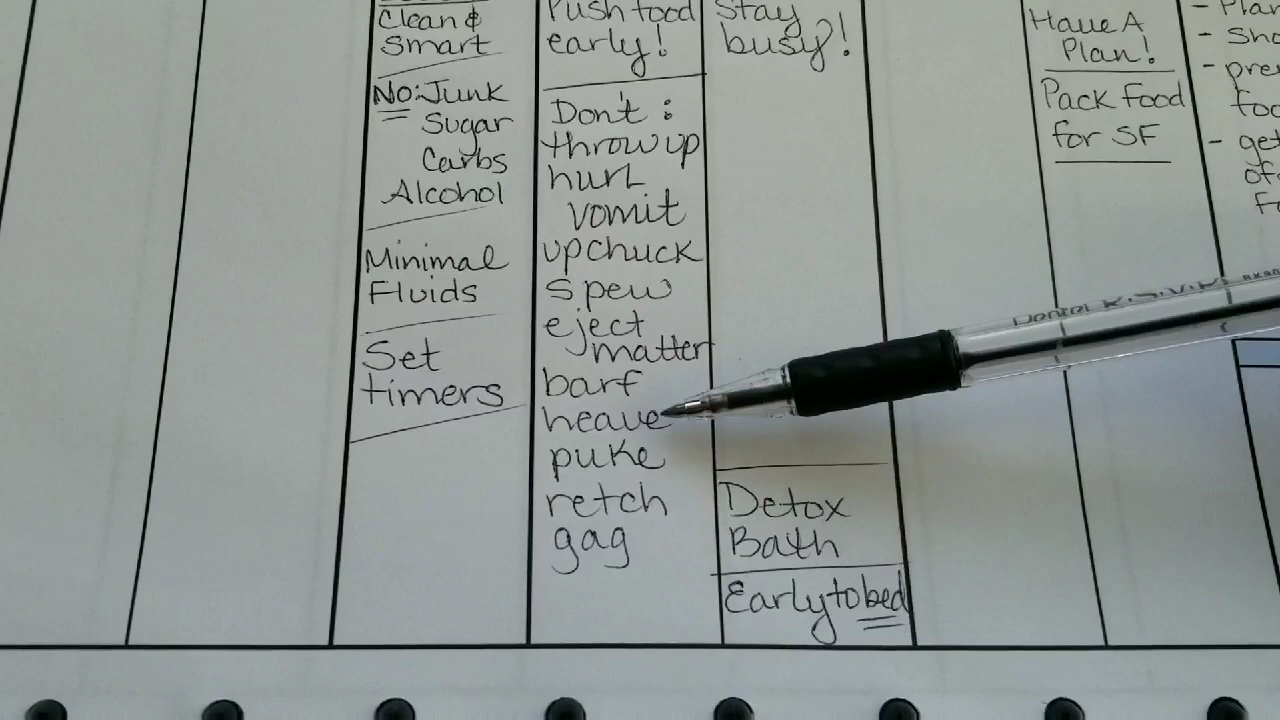 Clean &
Smart
No: Junk
Sugar
Carbs
Alcohol
Minimal
Fluids
Set
timers
Push food
early!
Don't:
throw up
hurl
vomit
upchuck
spew
eject
matter
barf
heave
puke
retch
gag
Stay
busy!
Detox
Bath
Early to bed
Have A
Plan!
Pack Food
for SF
- get
Pentel R.S.V.P.